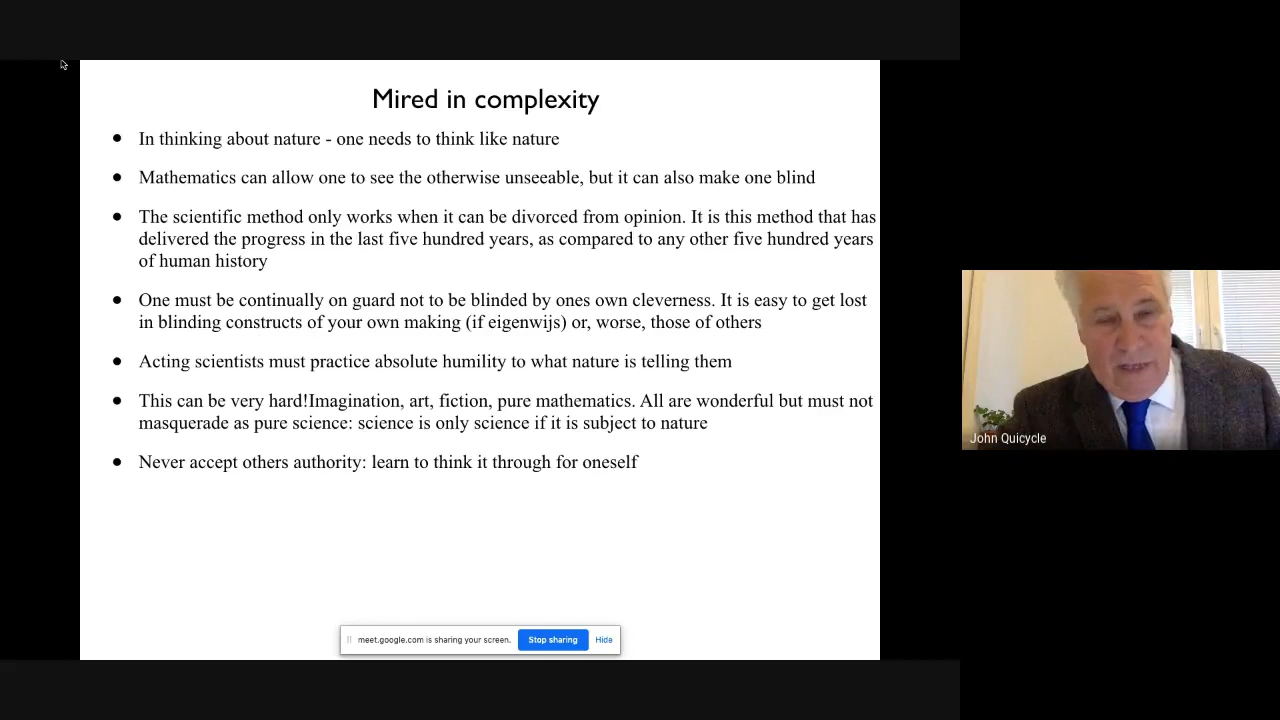 Mired in complexity
● In thinking about nature - one needs to think like nature
● Mathematics can allow one to see the otherwise unseeable, but it can also make one blind
● The scientific method only works when it can be divorced from opinion. It is this method that has
delivered the progress in the last five hundred years, as compared to any other five hundred years
of human history
● One must be continually on guard not to be blinded by ones own cleverness. It is easy to get lost
in blinding constructs of your own making (if eigenwijs) or, worse, those of others
● Acting scientists must practice absolute humility to what nature is telling them
● This can be very hard!Imagination, art, fiction, pure mathematics. All are wonderful but must not
masquerade as pure science: science is only science if it is subject to nature
● Never accept others authority: learn to think it through for oneself
John Quicycle
meet.google.com is sharing your screen. Stop sharing Hide